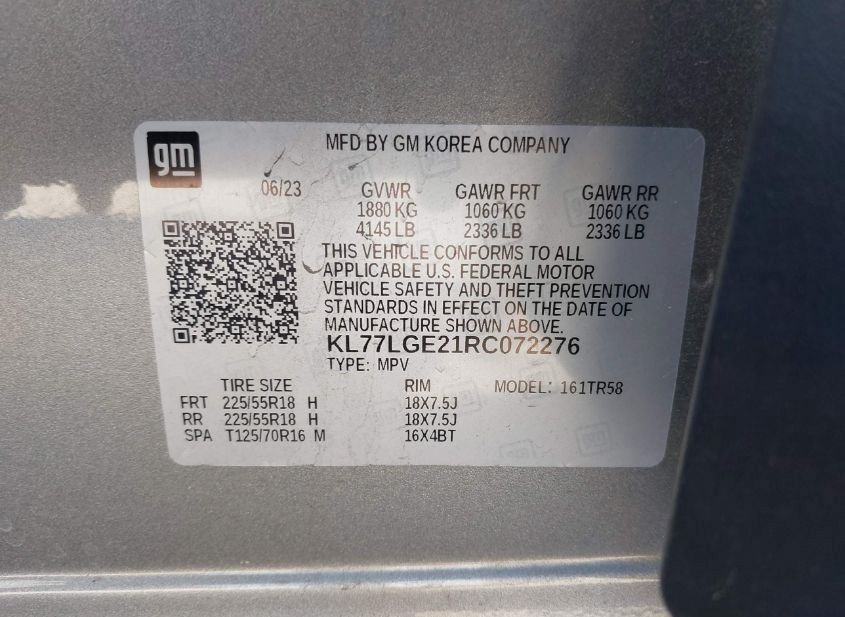 gm
MFD BY GM KOREA COMPANY
06/23 GVWR GAWR FRT GAWR RR
1880 KG 1060 KG 1060 KG
4145 LB 2336 LB 2336 LB
THIS VEHICLE CONFORMS TO ALL
APPLICABLE U.S. FEDERAL MOTOR
VEHICLE SAFETY AND THEFT PREVENTION
STANDARDS IN EFFECT ON THE DATE OF
MANUFACTURE SHOWN ABOVE.
KL77LGE21RC072276
TYPE: MPV
TIRE SIZE RIM MODEL: 161TR58
FRT 225/55R18 H 18X7.5J
RR 225/55R18 H 18X7.5J
SPA T125/70R16 M 16X4BT